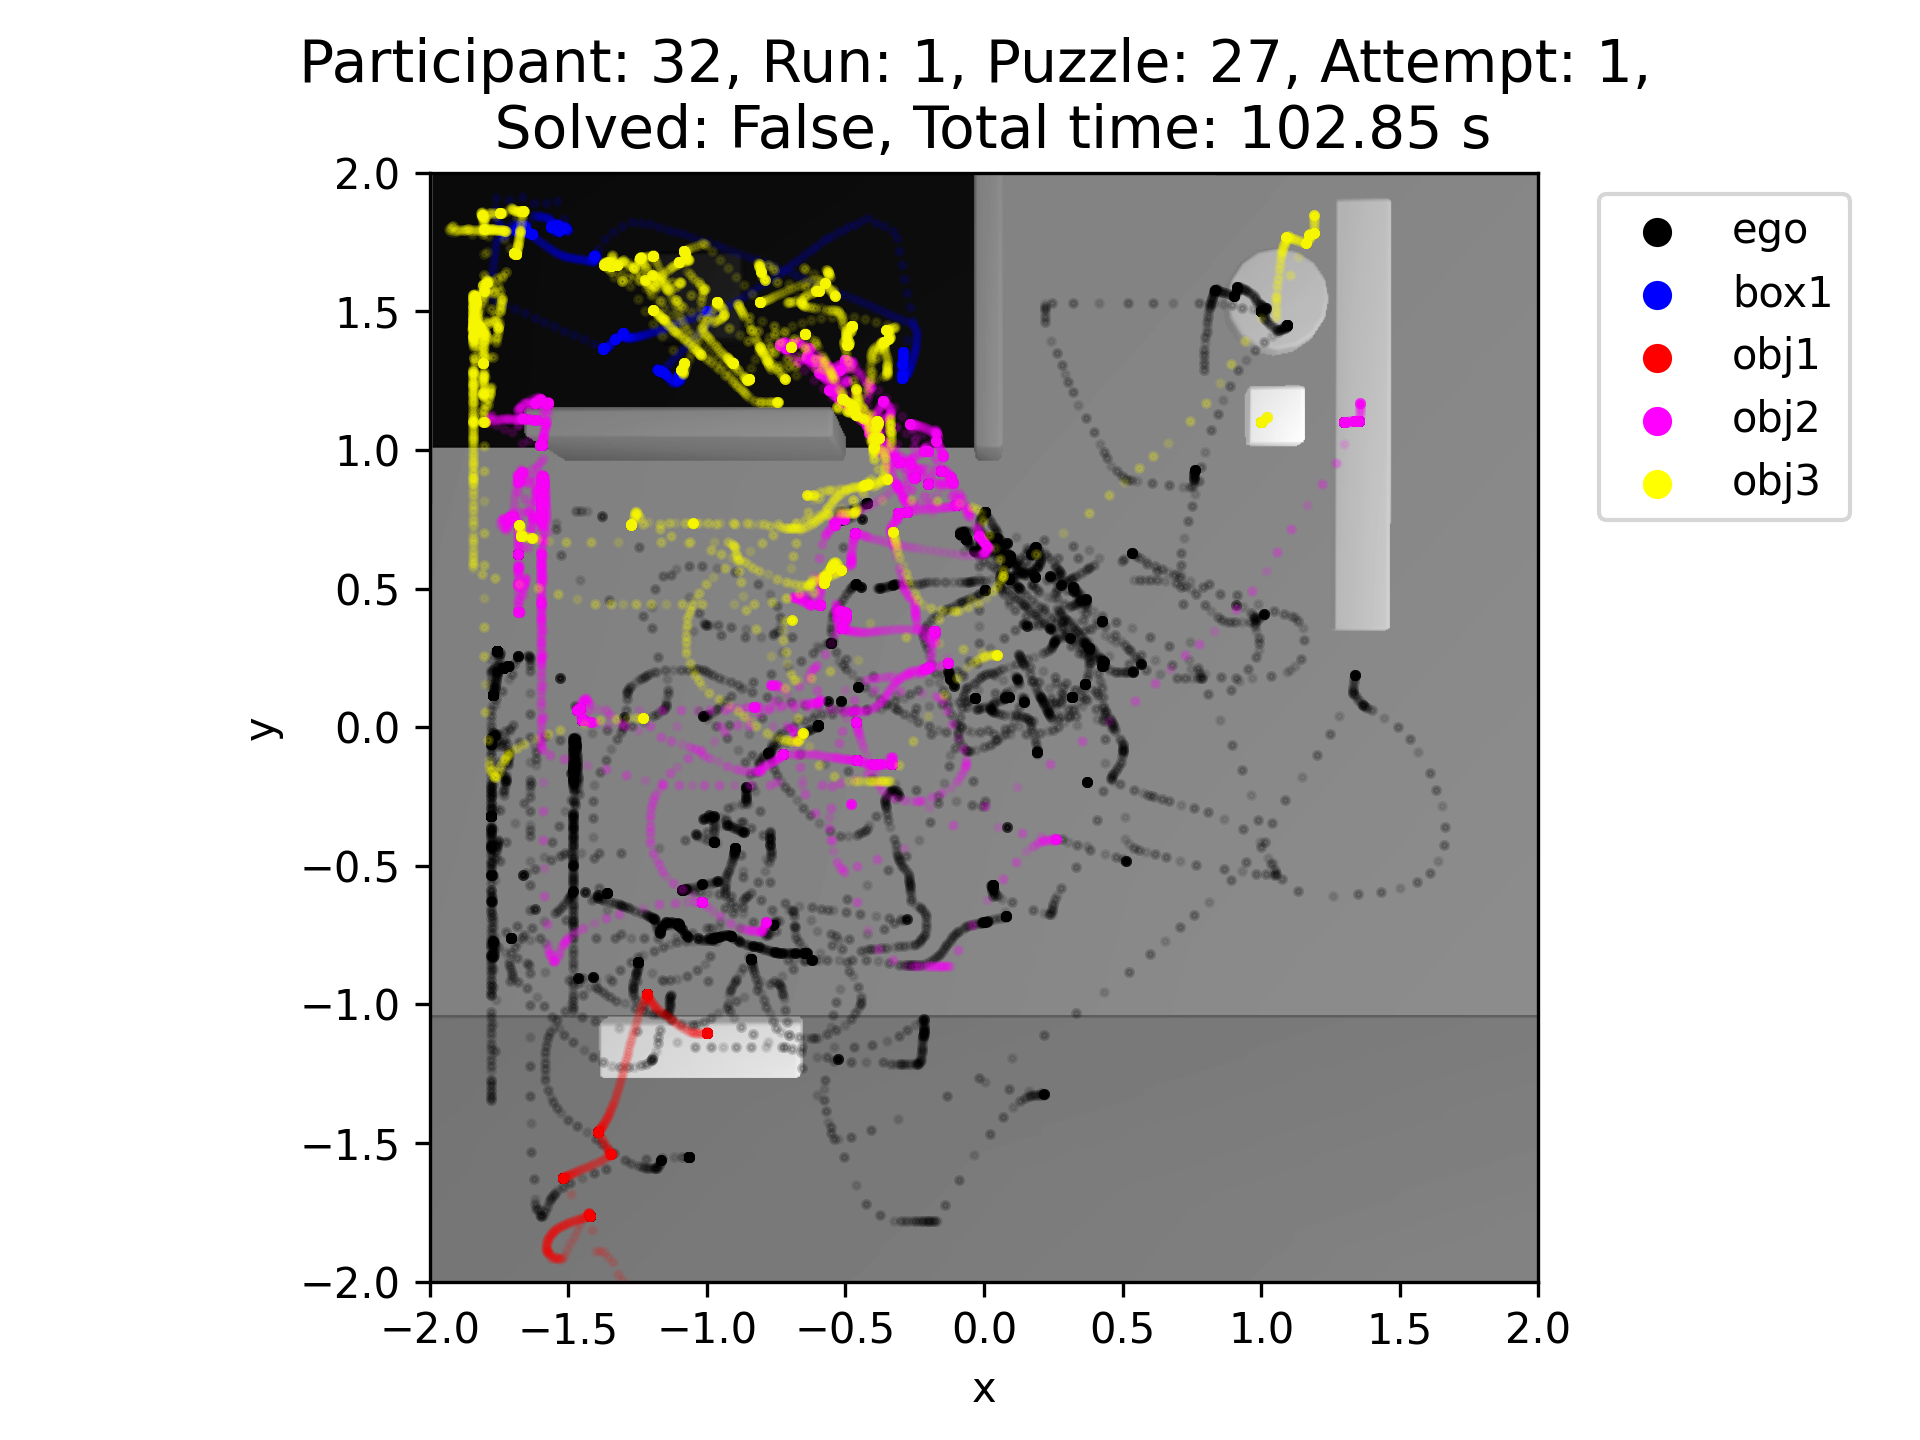 Participant: 32, Run: 1, Puzzle: 27, Attempt: 1,
Solved: False, Total time: 102.85 s
2.0
1.5
1.0
0.5
0.0
−0.5
−1.0
−1.5
−2.0
y
−2.0 −1.5 −1.0 −0.5 0.0 0.5 1.0 1.5 2.0
x
ego
box1
obj1
obj2
obj3